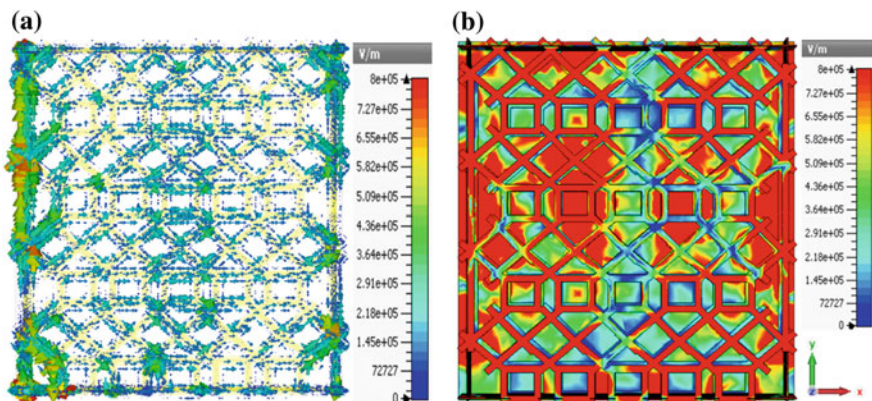 (a)
V/m
8e+05
7.27e+05
6.55e+05
5.82e+05
5.09e+05
4.36e+05
3.64e+05
2.91e+05
2.18e+05
1.45e+05
72727
0
(b)
V/m
8e+05
7.27e+05
6.55e+05
5.82e+05
5.09e+05
4.36e+05
3.64e+05
2.91e+05
2.18e+05
1.45e+05
72727
0
y
z
x